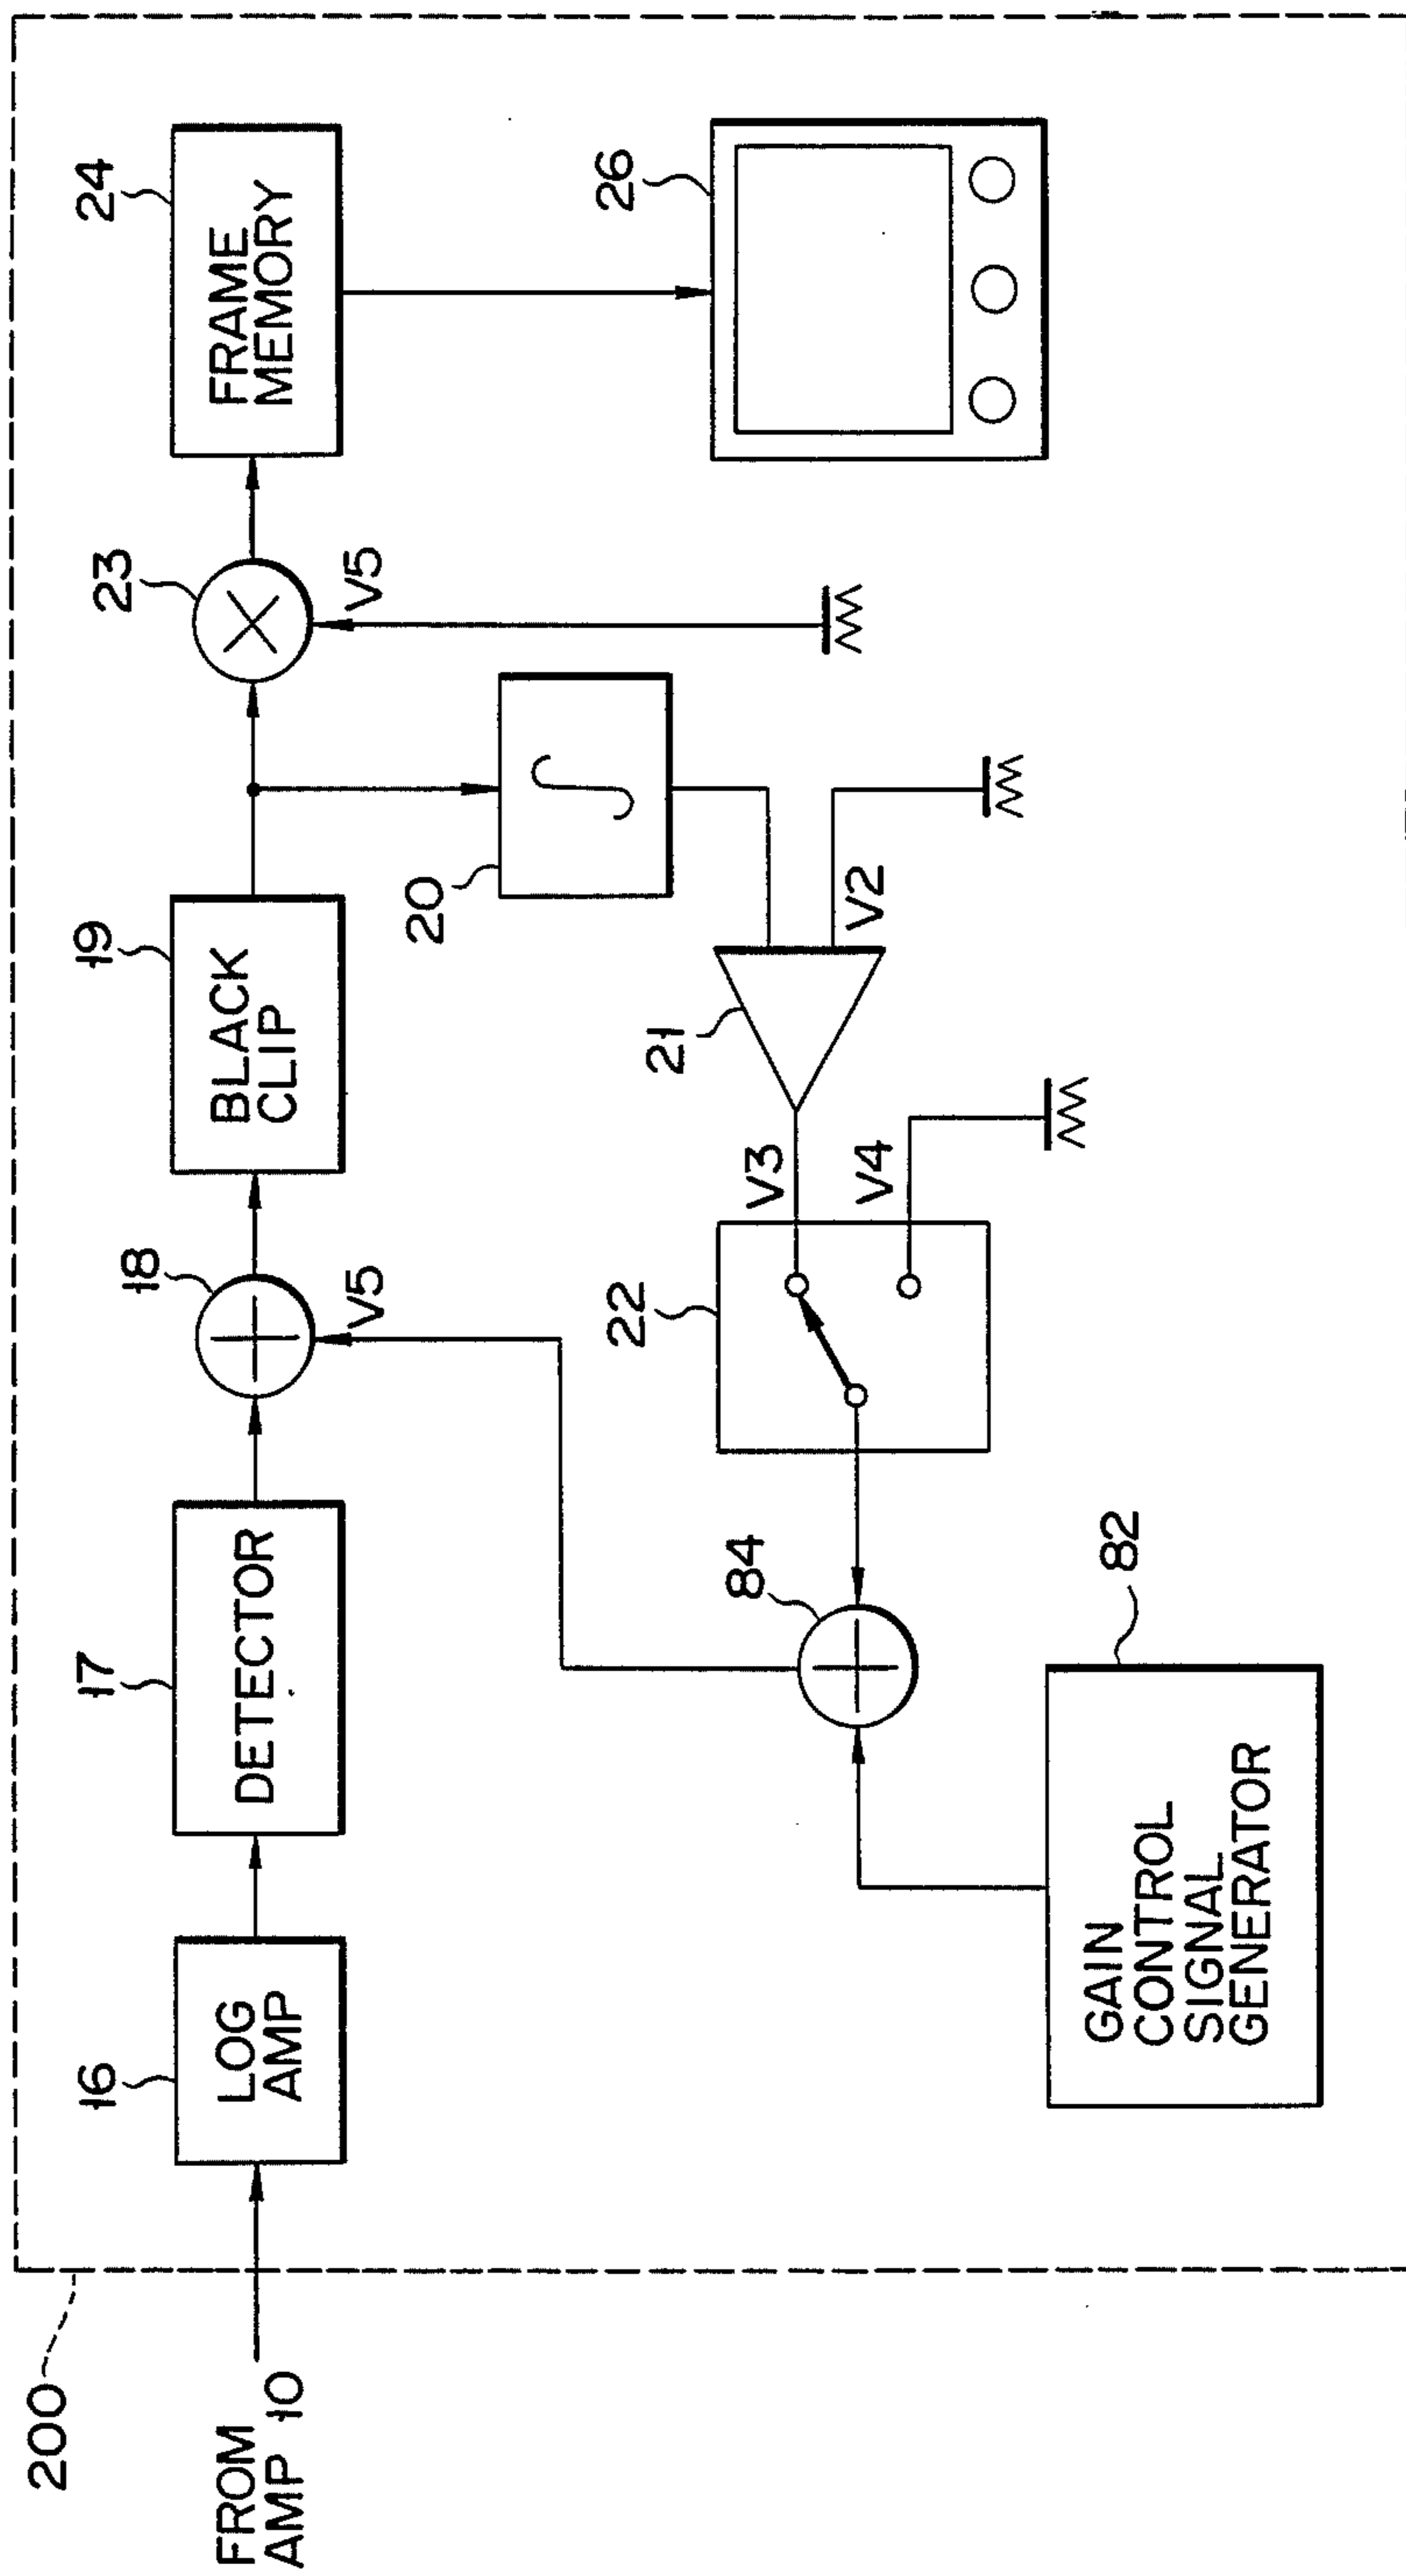 200
FROM
AMP 10
16
LOG
AMP
17
DETECTOR
18
V5
19
BLACK
CLIP
23
V5
24
FRAME
MEMORY
20
∫
26
21
V2
V3
V4
22
84
82
GAIN
CONTROL
SIGNAL
GENERATOR